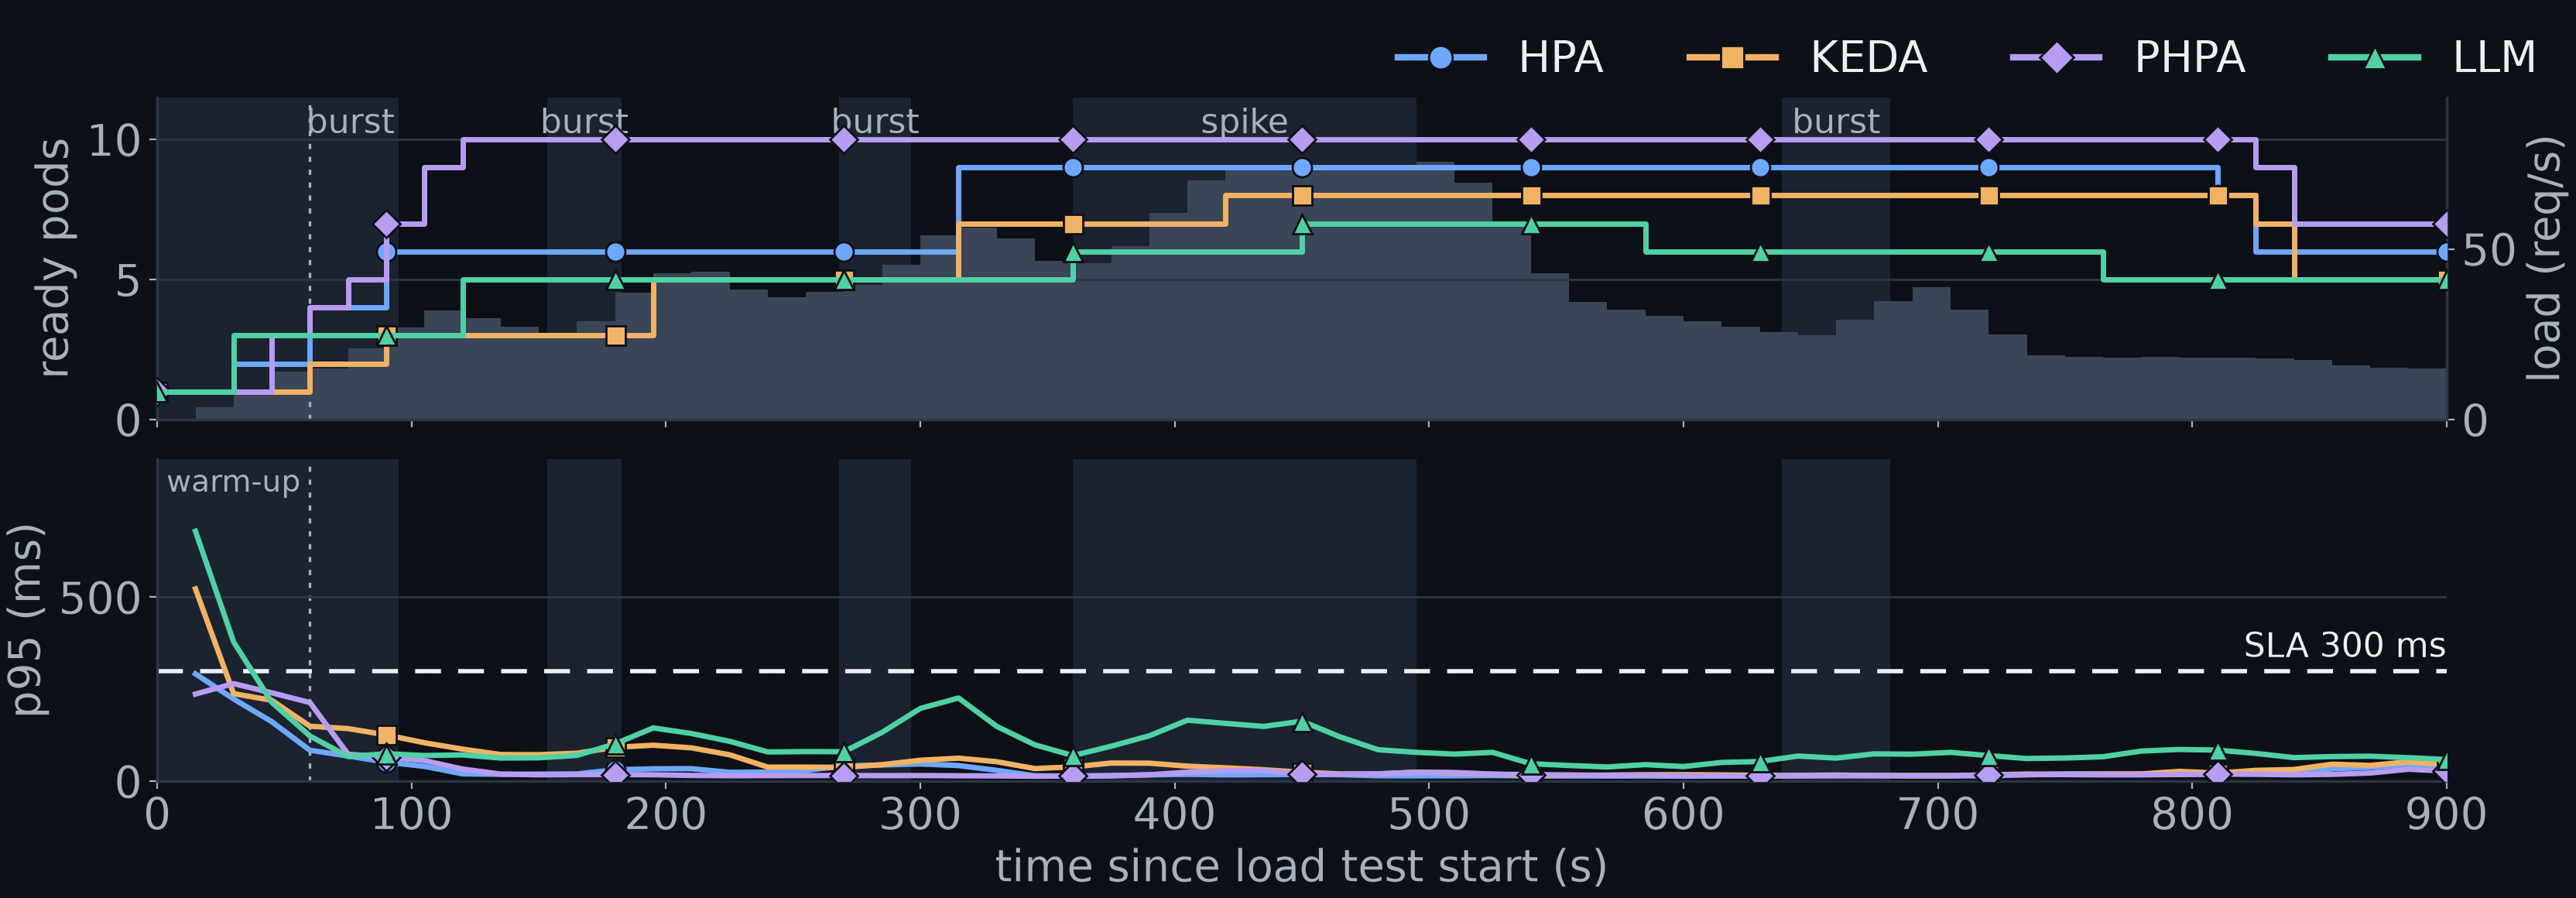 HPA KEDA PHPA LLM
burst burst burst spike burst
10
5
0
ready pods
50
0
load (req/s)
warm-up
500
0
p95 (ms)
SLA 300 ms
0 100 200 300 400 500 600 700 800 900
time since load test start (s)